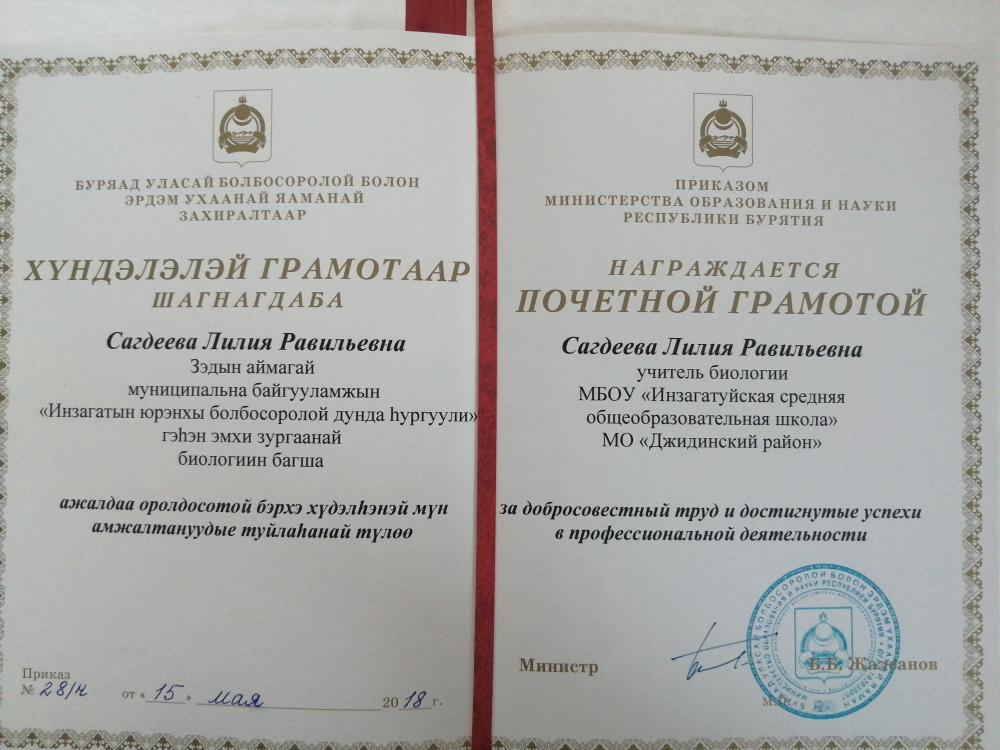 БУРЯАД УЛАСАЙ БОЛБОСОРОЛОЙ БОЛОН
ЭРДЭМ УХААНАЙ ЯАМАНАЙ
ЗАХИРАЛТААР
ХҮНДЭЛЭЛЭЙ ГРАМОТААР
ШАГНАГДАБА
Сагдеева Лилия Равильевна
Зэдын аймагай
муниципальна байгууламжын
«Инзагатын юрэнхы болбосоролой дунда һургуули»
гэһэн эмхи зургаанай
биологиин багша
ажалдаа оролдосотой бэрхэ хүдэлһэнэй мүн
амжалтануудые туйлаһанай түлөө
Приказ
№ 28/н от «15» мая 2018 г.
ПРИКАЗОМ
МИНИСТЕРСТВА ОБРАЗОВАНИЯ И НАУКИ
РЕСПУБЛИКИ БУРЯТИЯ
НАГРАЖДАЕТСЯ
ПОЧЕТНОЙ ГРАМОТОЙ
Сагдеева Лилия Равильевна
учитель биологии
МБОУ «Инзагатуйская средняя
общеобразовательная школа»
МО «Джидинский район»
за добросовестный труд и достигнутые успехи
в профессиональной деятельности
Министр Б.Б. Жалсанов